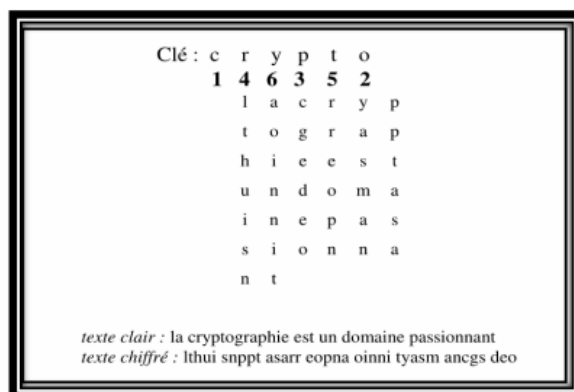 Clé : c r y p t o
1 4 6 3 5 2
l a c r y p
t o g r a p
h i e e s t
u n d o m a
i n e p a s
s i o n n a
n t
texte clair : la cryptographie est un domaine passionnant
texte chiffré : lthui snppt asarr eopna oinni tyasm ancgs deo